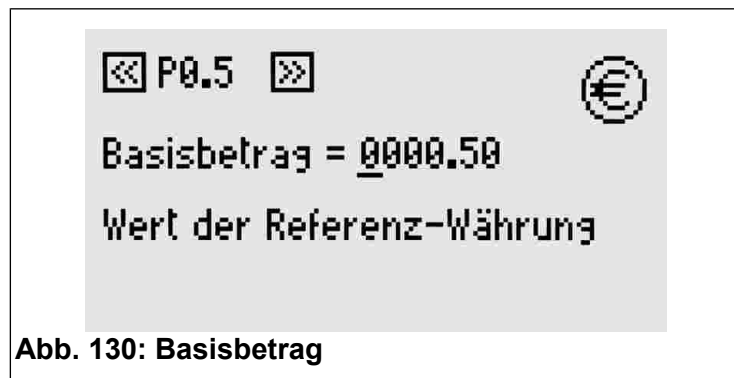 « P0.5 »
€
Basisbetrag = 0000.50
Wert der Referenz-Währung
Abb. 130: Basisbetrag